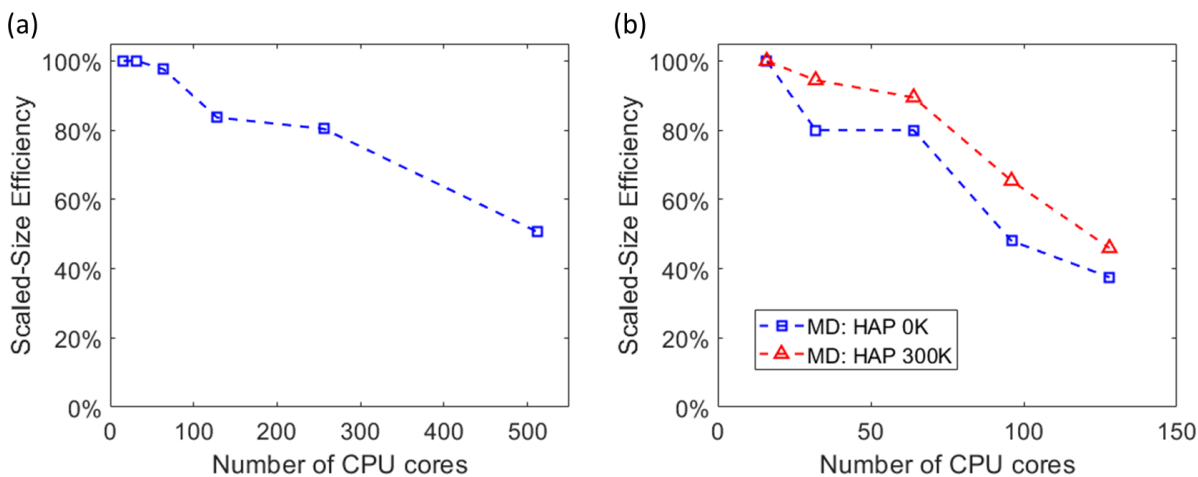 (a)
100%
80%
60%
40%
20%
0%
Scaled-Size Efficiency
0 100 200 300 400 500
Number of CPU cores
(b)
100%
80%
60%
40%
20%
0%
Scaled-Size Efficiency
MD: HAP 0K
MD: HAP 300K
0 50 100 150
Number of CPU cores